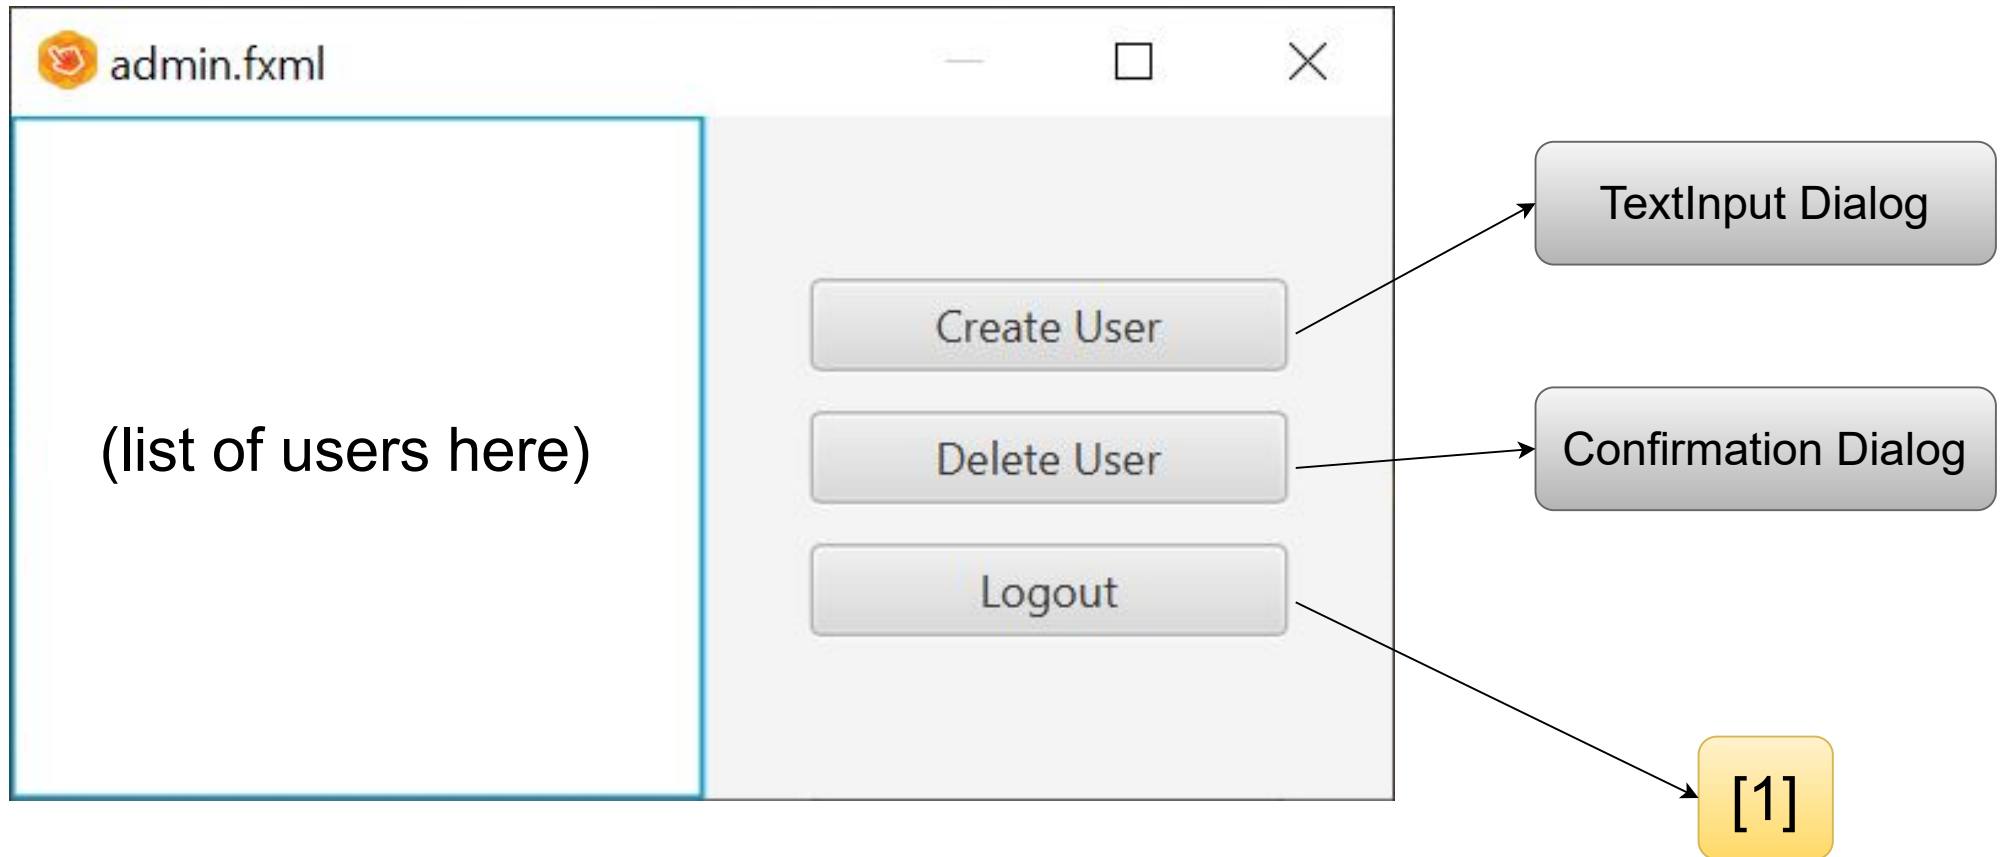 admin.fxml
(list of users here)
Create User
Delete User
Logout
TextInput Dialog
Confirmation Dialog
[1]